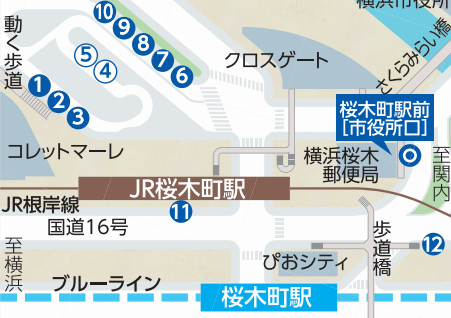 横浜市役所
動く歩道
⑩
⑨
⑧
⑦
⑥
⑤
④
①
②
③
クロスゲート
さくらみらい橋
桜木町駅前
[市役所口]
コレットマーレ
横浜桜木
郵便局
至関内
JR桜木町駅
JR根岸線
⑪
国道16号
至横浜
歩道橋
⑫
ぴおシティ
ブルーライン
桜木町駅